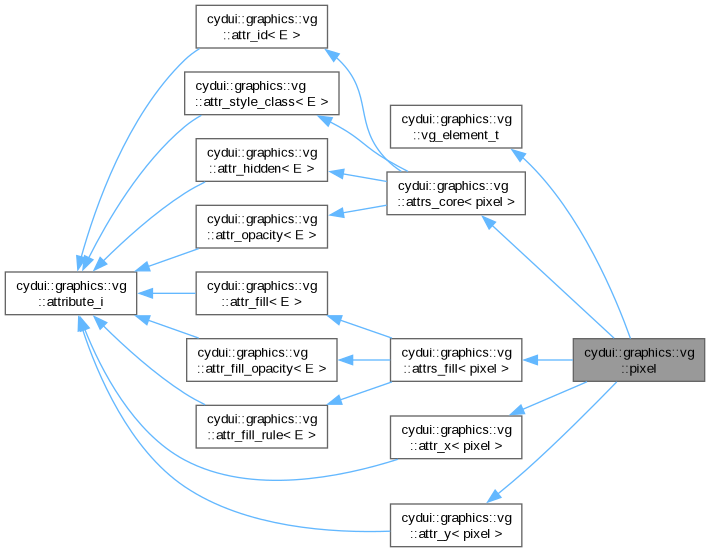 cydui::graphics::vg
::attr_id< E >
cydui::graphics::vg
::attr_style_class< E >
cydui::graphics::vg
::vg_element_t
cydui::graphics::vg
::attr_hidden< E >
cydui::graphics::vg
::attrs_core< pixel >
cydui::graphics::vg
::attr_opacity< E >
cydui::graphics::vg
::attribute_i
cydui::graphics::vg
::attr_fill< E >
cydui::graphics::vg
::attr_fill_opacity< E >
cydui::graphics::vg
::attrs_fill< pixel >
cydui::graphics::vg
::pixel
cydui::graphics::vg
::attr_fill_rule< E >
cydui::graphics::vg
::attr_x< pixel >
cydui::graphics::vg
::attr_y< pixel >